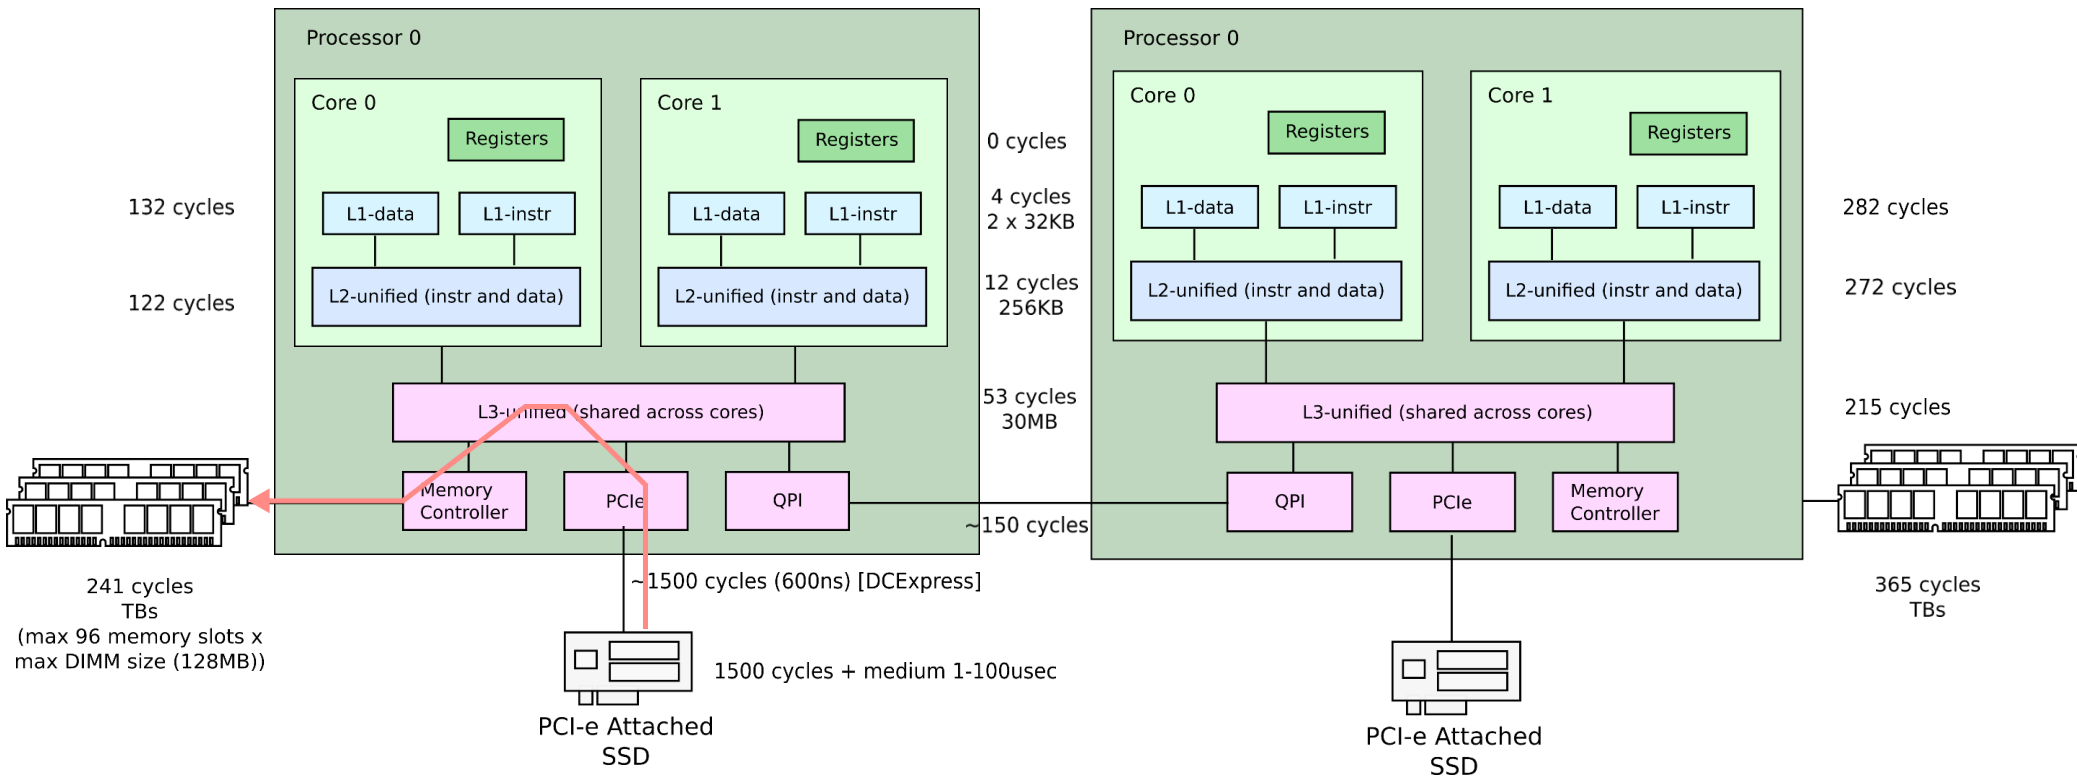 Processor 0
Processor 0
Core 0
Core 1
Core 0
Core 1
Registers
Registers
0 cycles
Registers
Registers
132 cycles
L1-data
L1-instr
L1-data
L1-instr
4 cycles
2 x 32KB
L1-data
L1-instr
L1-data
L1-instr
282 cycles
122 cycles
L2-unified (instr and data)
L2-unified (instr and data)
12 cycles
256KB
L2-unified (instr and data)
L2-unified (instr and data)
272 cycles
L3-unified (shared across cores)
53 cycles
30MB
L3-unified (shared across cores)
215 cycles
Memory
Controller
PCIe
QPI
~150 cycles
QPI
PCIe
Memory
Controller
241 cycles
TBs
(max 96 memory slots x
max DIMM size (128MB))
~1500 cycles (600ns) [DCExpress]
365 cycles
TBs
1500 cycles + medium 1-100usec
PCI-e Attached
SSD
PCI-e Attached
SSD